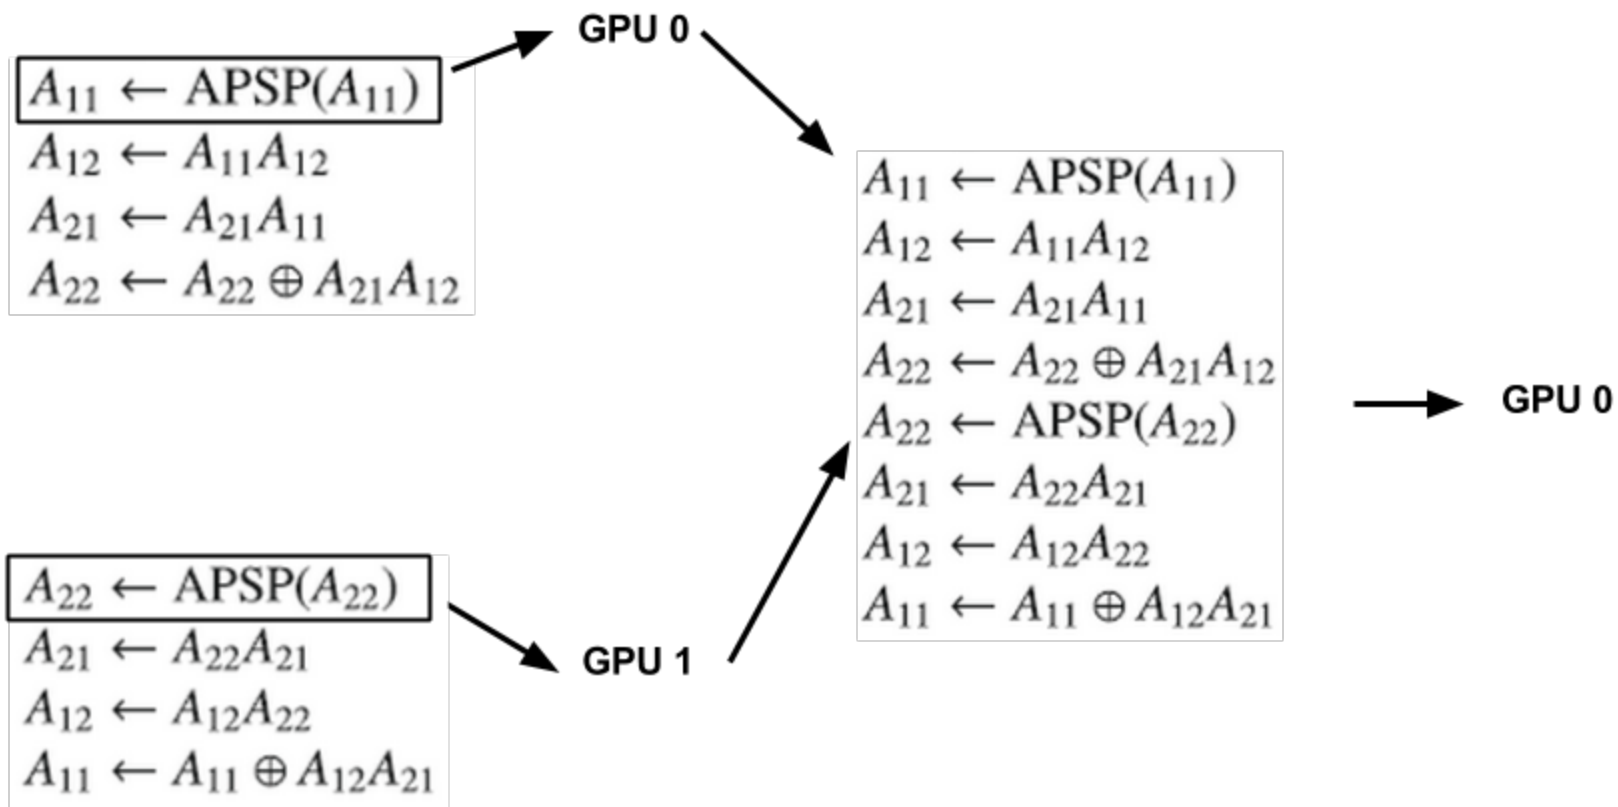 GPU 0
A₁₁ ← APSP(A₁₁)
A₁₂ ← A₁₁A₁₂
A₂₁ ← A₂₁A₁₁
A₂₂ ← A₂₂ ⊕ A₂₁A₁₂
A₂₂ ← APSP(A₂₂)
A₂₁ ← A₂₂A₂₁
A₁₂ ← A₁₂A₂₂
A₁₁ ← A₁₁ ⊕ A₁₂A₂₁
GPU 1
A₁₁ ← APSP(A₁₁)
A₁₂ ← A₁₁A₁₂
A₂₁ ← A₂₁A₁₁
A₂₂ ← A₂₂ ⊕ A₂₁A₁₂
A₂₂ ← APSP(A₂₂)
A₂₁ ← A₂₂A₂₁
A₁₂ ← A₁₂A₂₂
A₁₁ ← A₁₁ ⊕ A₁₂A₂₁
GPU 0